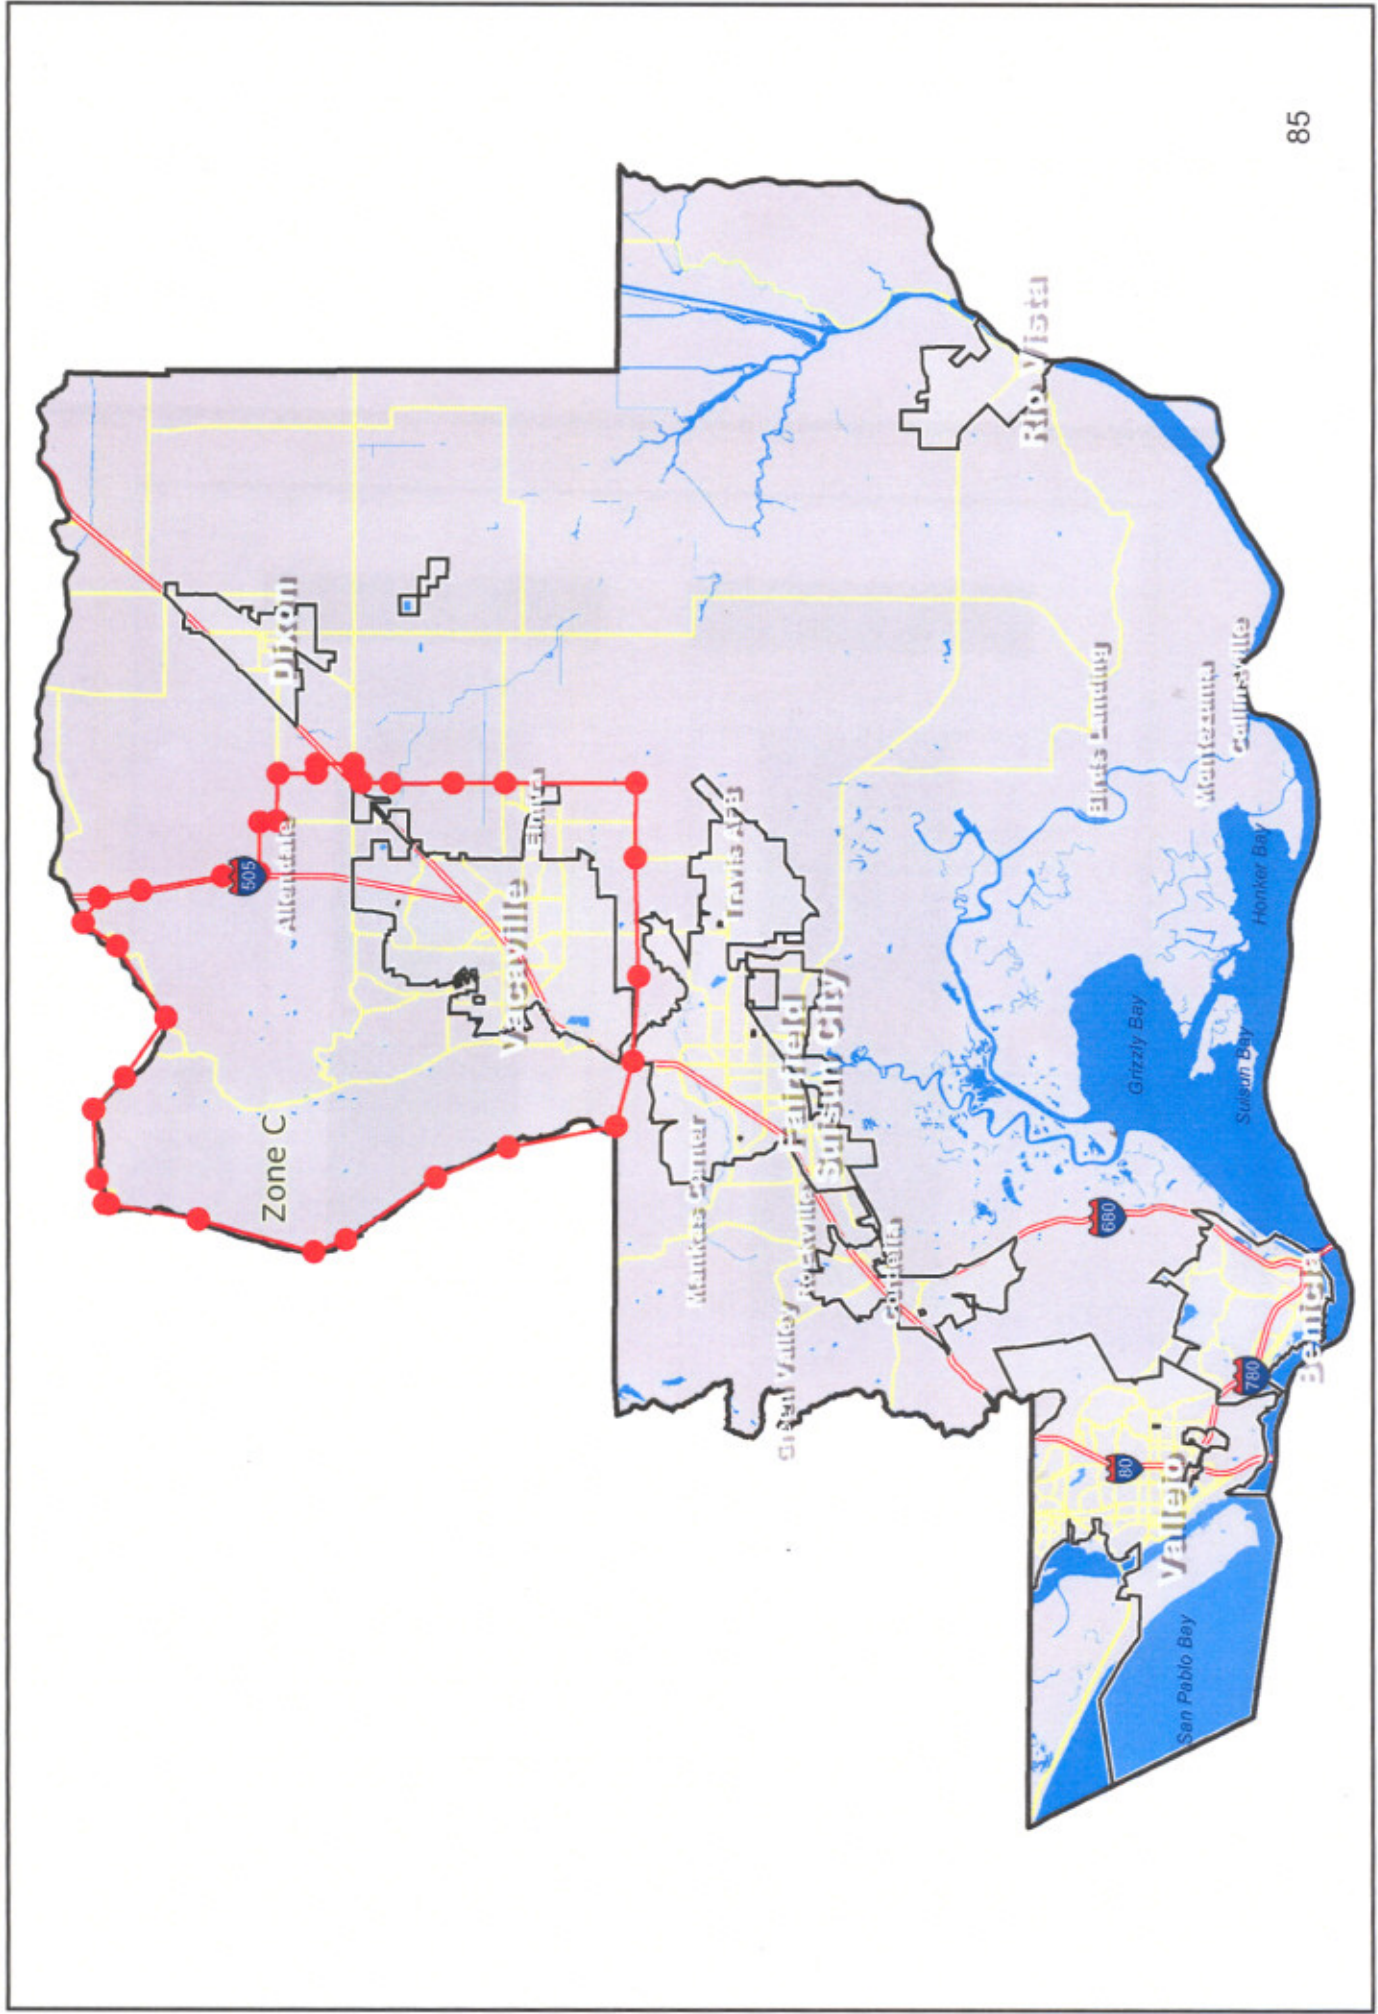 Dixon
505
Allendale
Elmira
Vacaville
Zone C
Travis AFB
Fairfield
Suisun City
Mankas Corner
Rockville
Green Valley
Cordelia
Rio Vista
Birds Landing
Montezuma
Collinsville
Honker Bay
Grizzly Bay
Suisun Bay
680
780
Benicia
80
Vallejo
San Pablo Bay
85